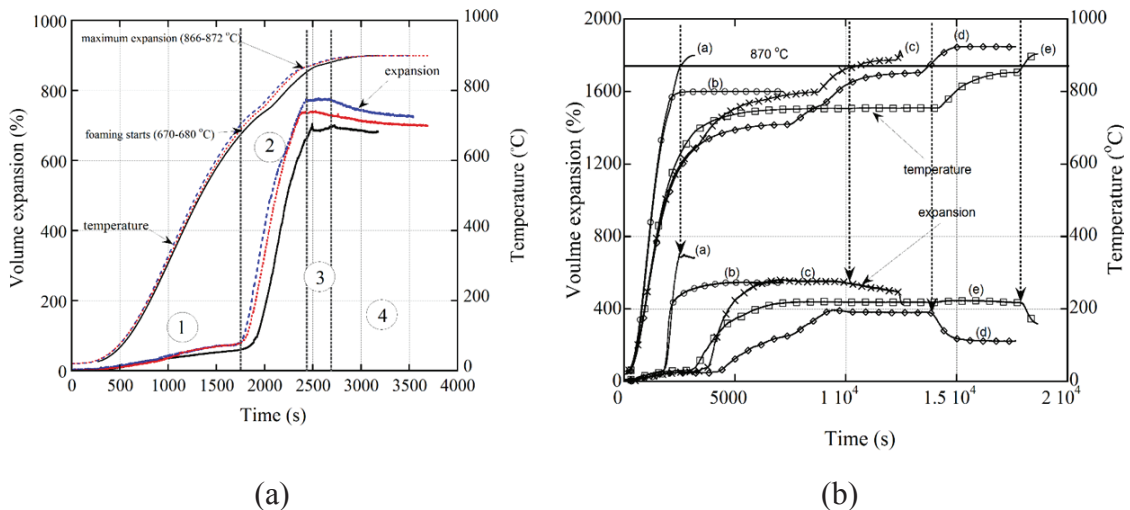 1000
800
600
400
200
0
Volume expansion (%)
0 500 1000 1500 2000 2500 3000 3500 4000
Time (s)
1000
800
600
400
200
0
Temperature (°C)
maximum expansion (866-872 °C)
expansion
foaming starts (670-680 °C)
temperature
1
2
3
4
(a)
2000
1600
1200
800
400
0
Voulme expansion (%)
0 5000 1 10⁴ 1.5 10⁴ 2 10⁴
Time (s)
1000
800
600
400
200
0
Temperature (°C)
870 °C
(a)
(b)
(c)
(d)
(e)
temperature
expansion
(a)
(b)
(c)
(e)
(d)
(b)